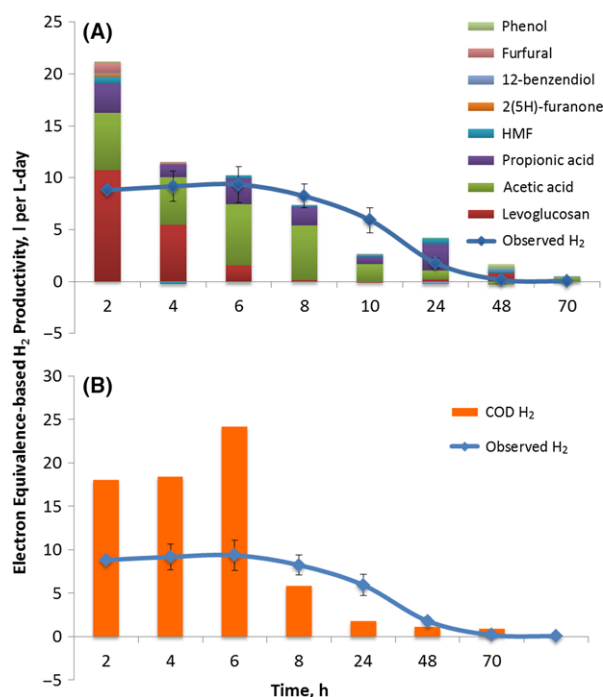 (A)
25
20
15
10
5
0
−5
2 4 6 8 10 24 48 70
Phenol
Furfural
12-benzendiol
2(5H)-furanone
HMF
Propionic acid
Acetic acid
Levoglucosan
Observed H₂
Electron Equivalence-based H₂ Productivity, l per L-day
(B)
30
25
20
15
10
5
0
−5
2 4 6 8 24 48 70
COD H₂
Observed H₂
Time, h